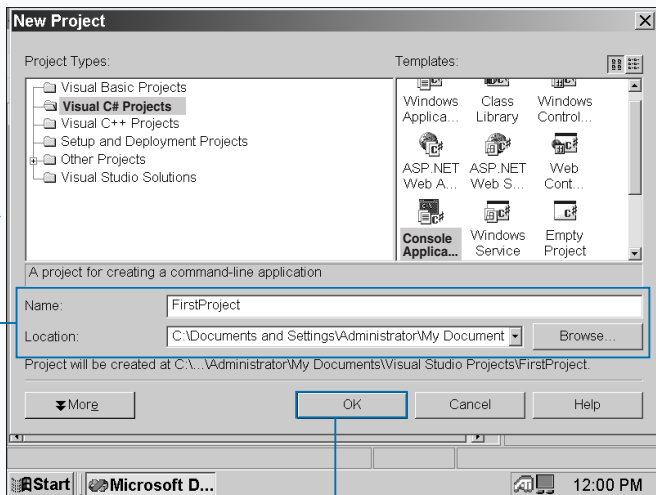 New Project
Project Types:
Templates:
Visual Basic Projects
Visual C# Projects
Visual C++ Projects
Setup and Deployment Projects
Other Projects
Visual Studio Solutions
Windows Class Windows
Applica... Library Control...
ASP.NET ASP.NET Web
Web A... Web S... Cont...
Console Windows Empty
Applica... Service Project
A project for creating a command-line application
Name: FirstProject
Location: C:\Documents and Settings\Administrator\My Document Browse...
Project will be created at C:\...\Administrator\My Documents\Visual Studio Projects\FirstProject.
More OK Cancel Help
Start Microsoft D... 12:00 PM